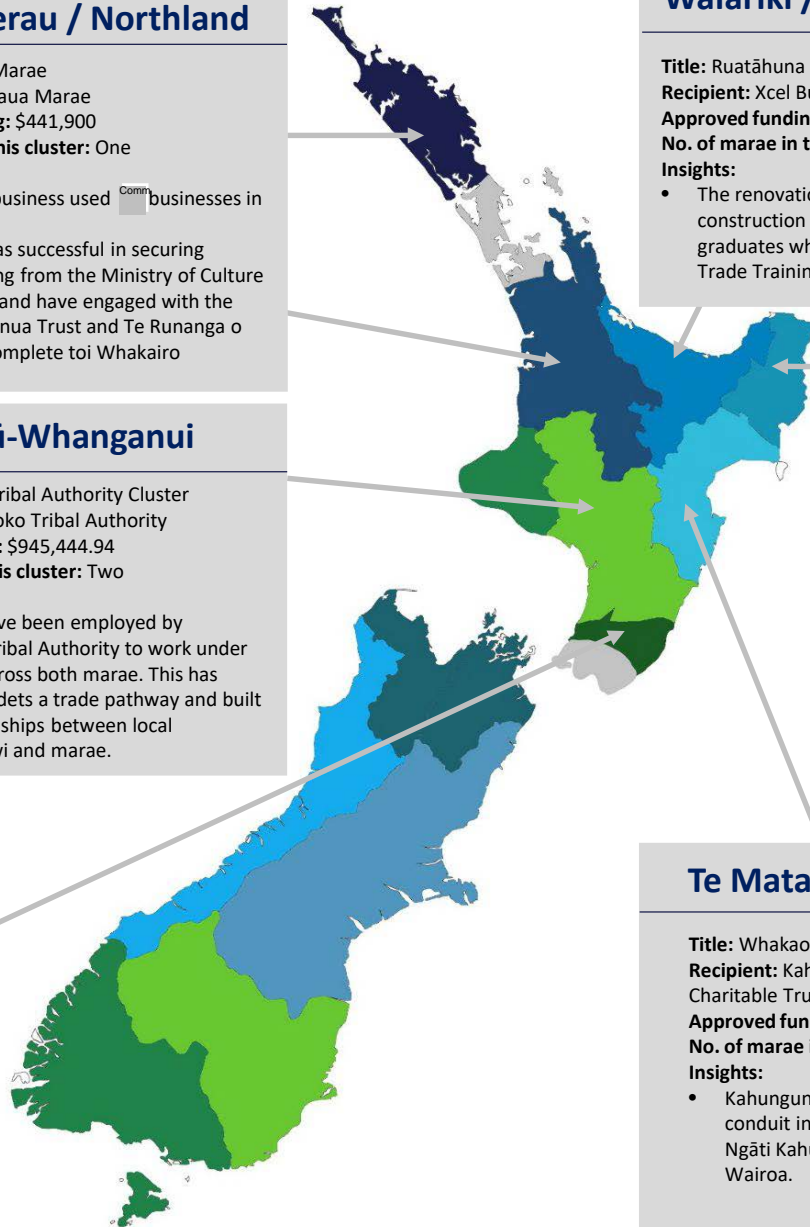 erau / Northland
Marae
aua Marae
g: $441,900
his cluster: One
business used Comm businesses in
as successful in securing
ng from the Ministry of Culture
and have engaged with the
nua Trust and Te Runanga o
omplete toi Whakairo
-Whanganui
ribal Authority Cluster
oko Tribal Authority
: $945,444.94
is cluster: Two
ve been employed by
ribal Authority to work under
ross both marae. This has
dets a trade pathway and built
ships between local
vi and marae.
Waiariki /
Title: Ruatāhuna
Recipient: Xcel Bu
Approved fundin
No. of marae in t
Insights:
• The renovatio
construction
graduates wh
Trade Trainin
Te Mata
Title: Whakao
Recipient: Kah
Charitable Tru
Approved fun
No. of marae i
Insights:
• Kahungun
conduit in
Ngāti Kahu
Wairoa.